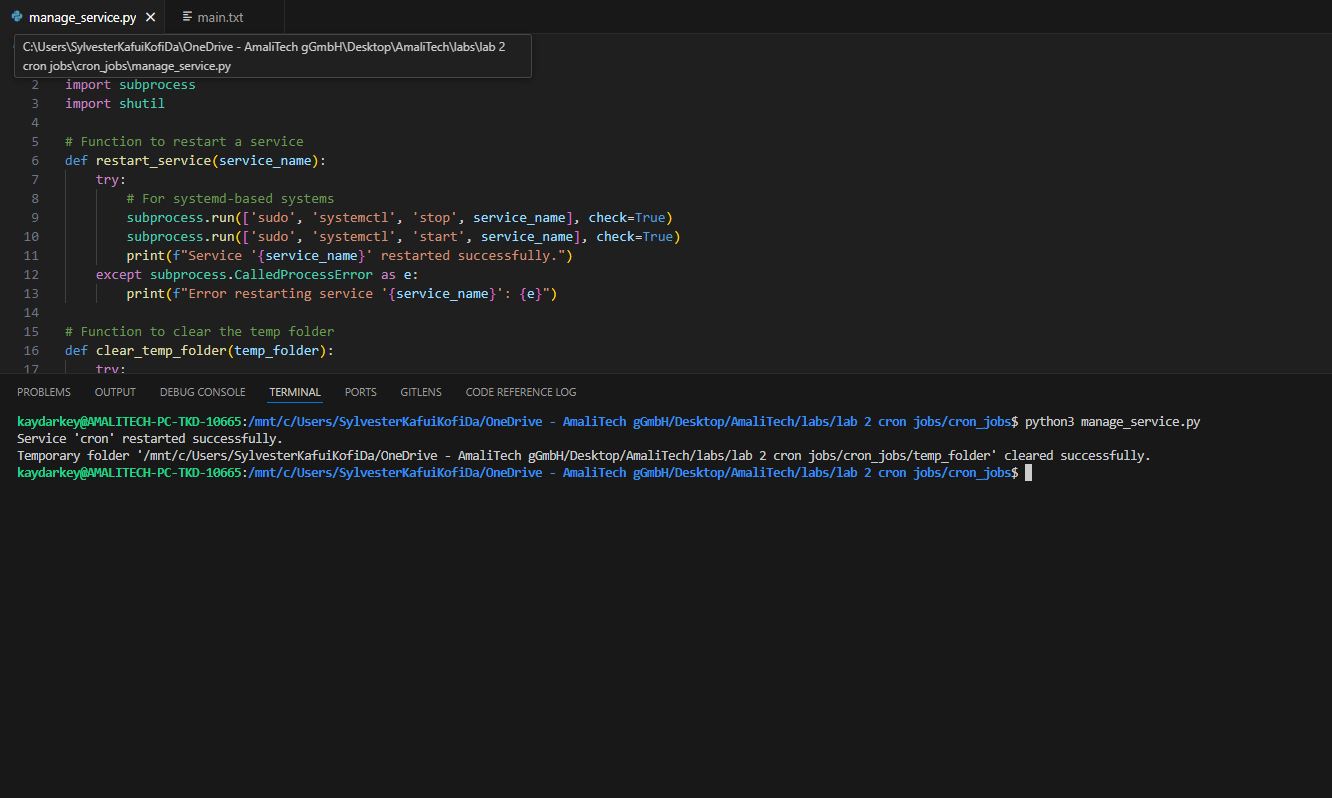 manage_service.py
main.txt
C:\Users\SylvesterKafuiKofiDa\OneDrive - AmaliTech gGmbH\Desktop\AmaliTech\labs\lab 2
cron jobs\cron_jobs\manage_service.py
2 import subprocess
3 import shutil
4
5 # Function to restart a service
6 def restart_service(service_name):
7 try:
8 # For systemd-based systems
9 subprocess.run(['sudo', 'systemctl', 'stop', service_name], check=True)
10 subprocess.run(['sudo', 'systemctl', 'start', service_name], check=True)
11 print(f"Service '{service_name}' restarted successfully.")
12 except subprocess.CalledProcessError as e:
13 print(f"Error restarting service '{service_name}': {e}")
14
15 # Function to clear the temp folder
16 def clear_temp_folder(temp_folder):
17 try:
PROBLEMS OUTPUT DEBUG CONSOLE TERMINAL PORTS GITLENS CODE REFERENCE LOG
kaydarkey@AMALITECH-PC-TKD-10665:/mnt/c/Users/SylvesterKafuiKofiDa/OneDrive - AmaliTech gGmbH/Desktop/AmaliTech/labs/lab 2 cron jobs/cron_jobs$ python3 manage_service.py
Service 'cron' restarted successfully.
Temporary folder '/mnt/c/Users/SylvesterKafuiKofiDa/OneDrive - AmaliTech gGmbH/Desktop/AmaliTech/labs/lab 2 cron jobs/cron_jobs/temp_folder' cleared successfully.
kaydarkey@AMALITECH-PC-TKD-10665:/mnt/c/Users/SylvesterKafuiKofiDa/OneDrive - AmaliTech gGmbH/Desktop/AmaliTech/labs/lab 2 cron jobs/cron_jobs$